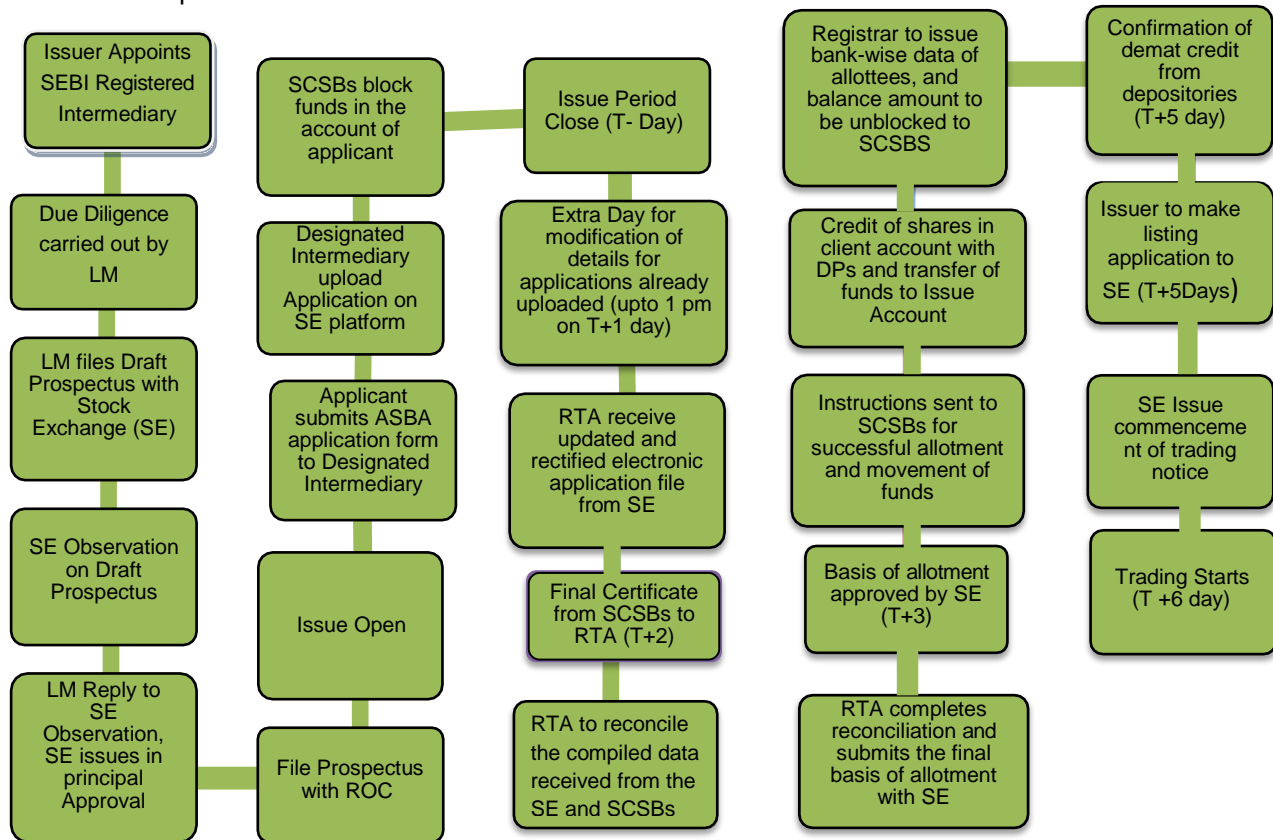 Issuer Appoints
SEBI Registered
Intermediary
Due Diligence
carried out by
LM
LM files Draft
Prospectus with
Stock
Exchange (SE)
SE Observation
on Draft
Prospectus
LM Reply to
SE
Observation,
SE issues in
principal
Approval
SCSBs block
funds in the
account of
applicant
Designated
Intermediary
upload
Application on
SE platform
Applicant
submits ASBA
application form
to Designated
Intermediary
Issue Open
File Prospectus
with ROC
Issue Period
Close (T- Day)
Extra Day for
modification of
details for
applications already
uploaded (upto 1 pm
on T+1 day)
RTA receive
updated and
rectified electronic
application file
from SE
Final Certificate
from SCSBs to
RTA (T+2)
RTA to reconcile
the compiled data
received from the
SE and SCSBs
Registrar to issue
bank-wise data of
allottees, and
balance amount to
be unblocked to
SCSBS
Credit of shares in
client account with
DPs and transfer of
funds to Issue
Account
Instructions sent to
SCSBs for
successful allotment
and movement of
funds
Basis of allotment
approved by SE
(T+3)
RTA completes
reconciliation and
submits the final
basis of allotment
with SE
Confirmation of
demat credit
from
depositories
(T+5 day)
Issuer to make
listing
application to
SE (T+5Days)
SE Issue
commenceme
nt of trading
notice
Trading Starts
(T +6 day)